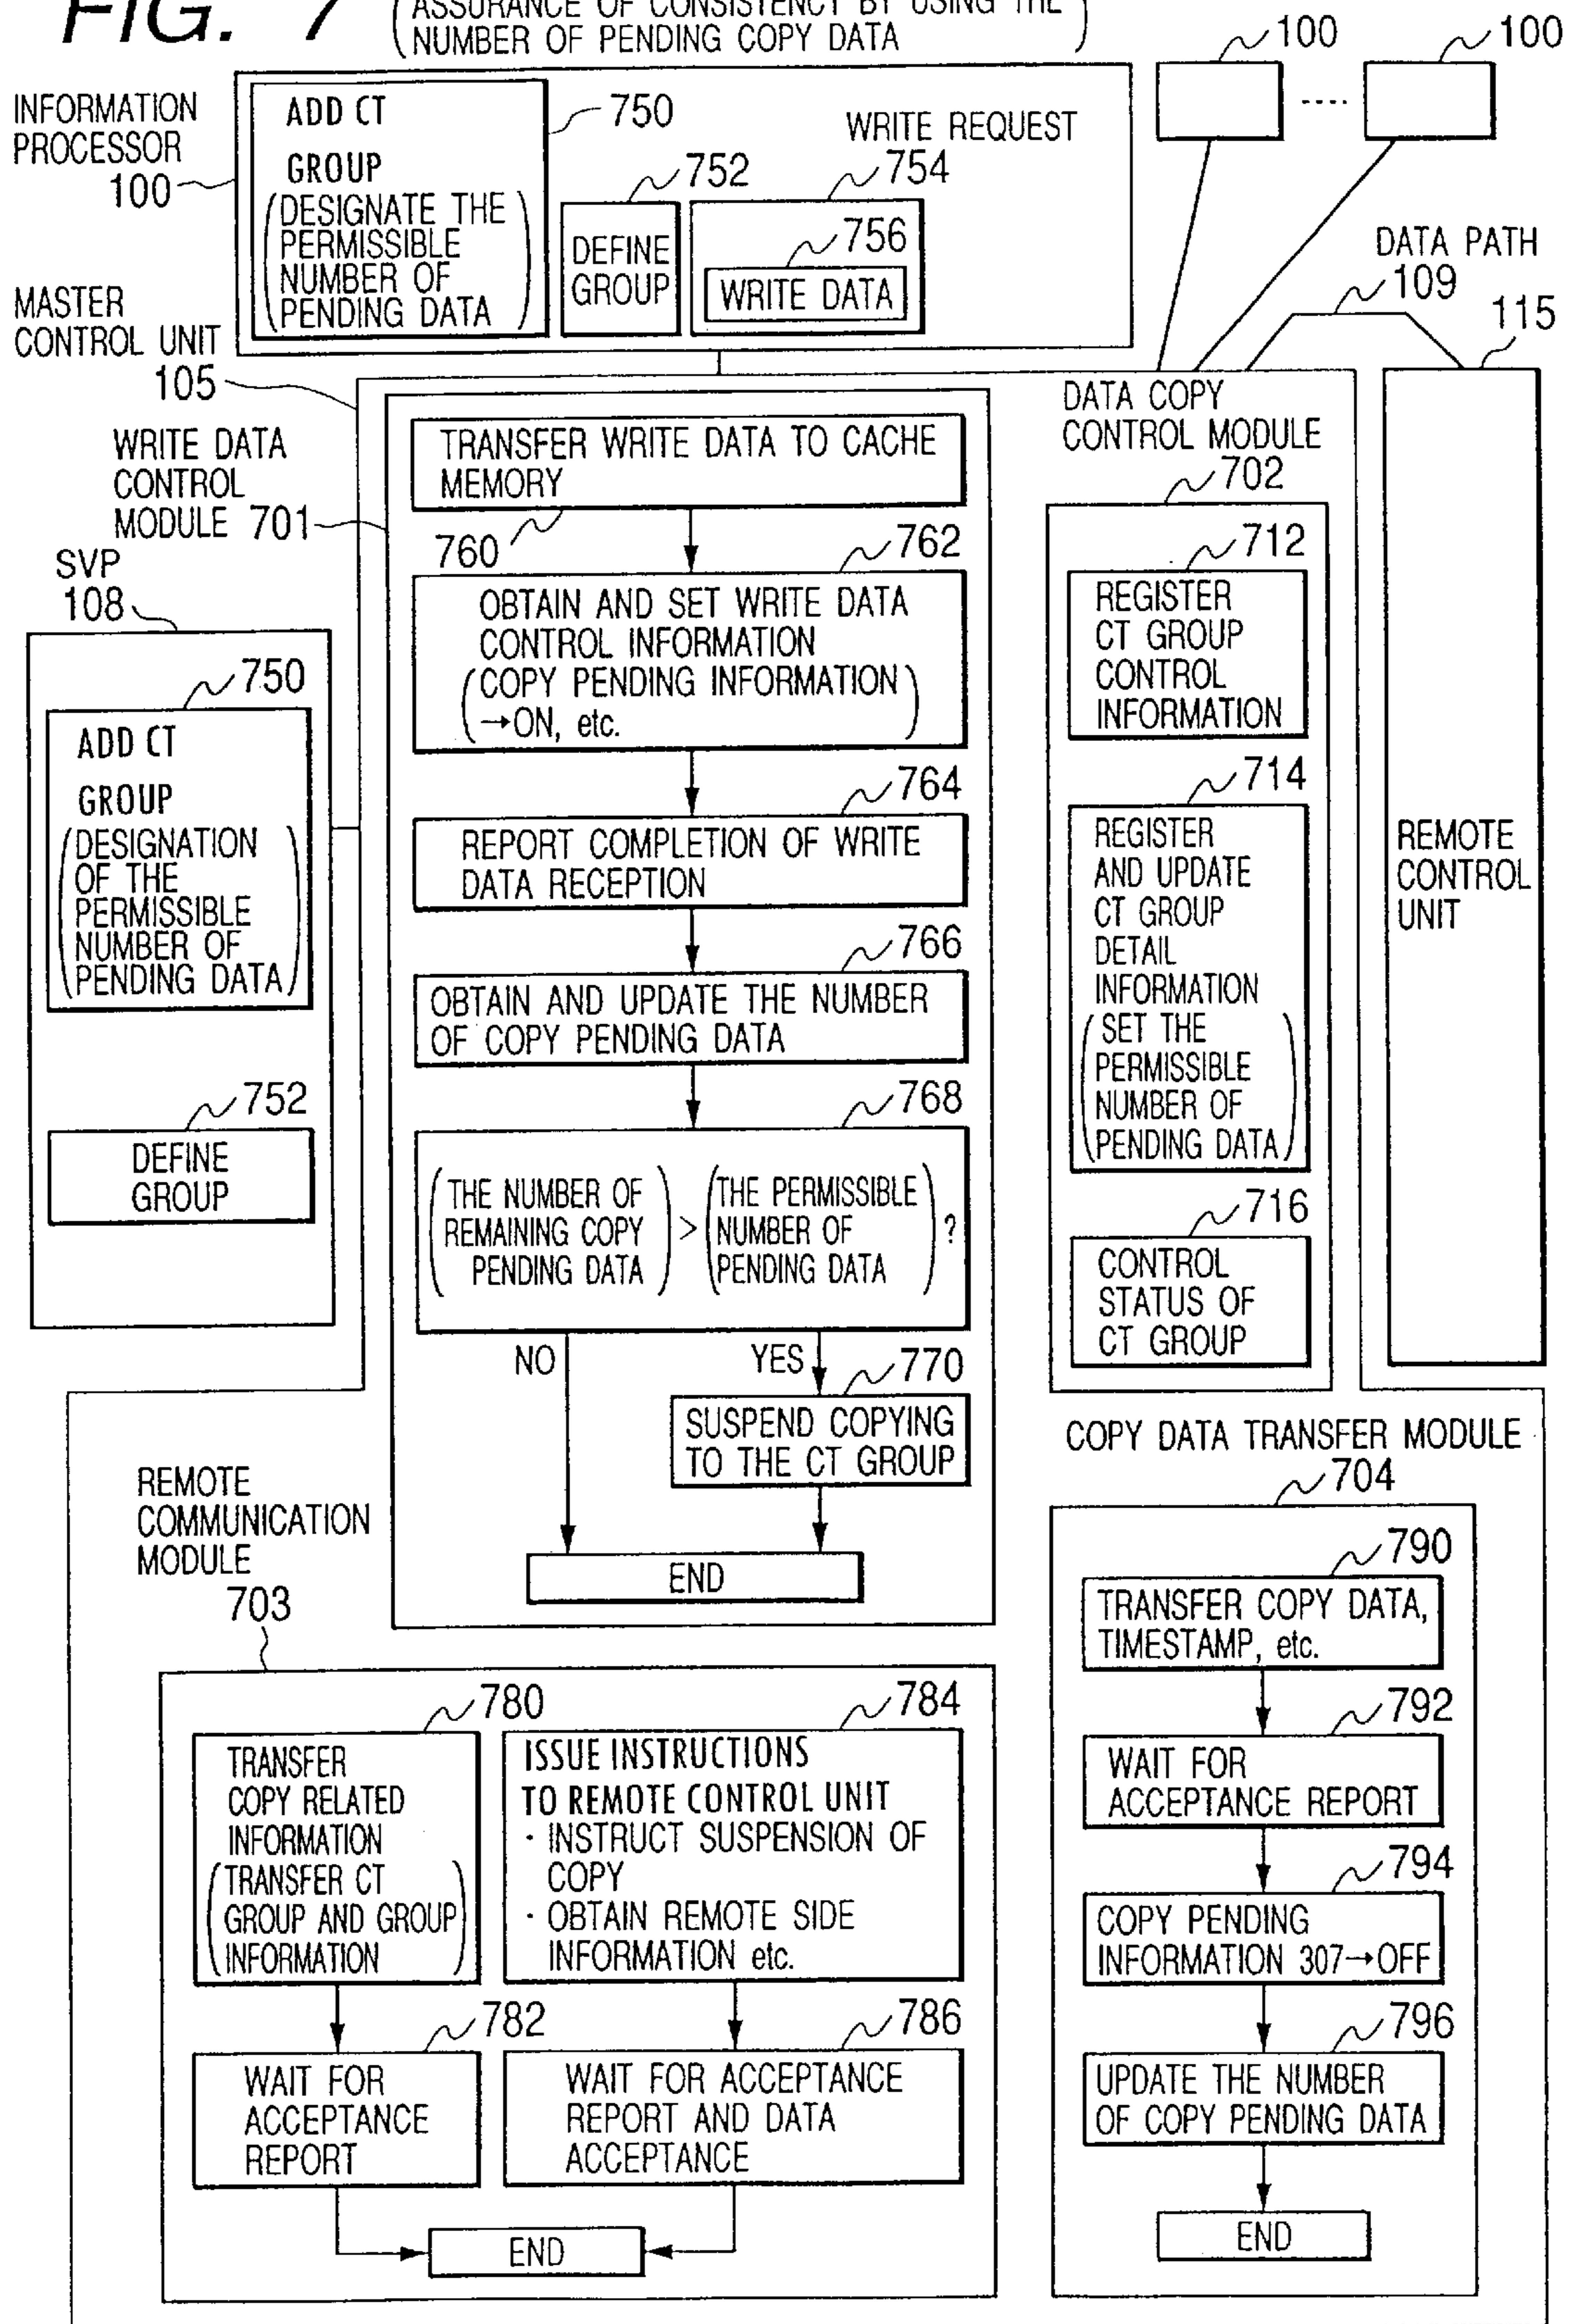 FIG. 7
ASSURANCE OF CONSISTENCY BY USING THE
NUMBER OF PENDING COPY DATA
100
100
INFORMATION
PROCESSOR
100
ADD CT
GROUP
(DESIGNATE THE
PERMISSIBLE
NUMBER OF
PENDING DATA)
750
752
DEFINE
GROUP
WRITE REQUEST
754
756
WRITE DATA
DATA PATH
109
115
MASTER
CONTROL UNIT
105
WRITE DATA
CONTROL
MODULE 701
TRANSFER WRITE DATA TO CACHE
MEMORY
760
762
OBTAIN AND SET WRITE DATA
CONTROL INFORMATION
(COPY PENDING INFORMATION
→ON, etc.)
764
REPORT COMPLETION OF WRITE
DATA RECEPTION
766
OBTAIN AND UPDATE THE NUMBER
OF COPY PENDING DATA
768
(THE NUMBER OF
REMAINING COPY
PENDING DATA)
>
(THE PERMISSIBLE
NUMBER OF
PENDING DATA)
?
NO
YES
770
SUSPEND COPYING
TO THE CT GROUP
END
SVP
108
750
ADD CT
GROUP
(DESIGNATION
OF THE
PERMISSIBLE
NUMBER OF
PENDING DATA)
752
DEFINE
GROUP
DATA COPY
CONTROL MODULE
702
712
REGISTER
CT GROUP
CONTROL
INFORMATION
714
REGISTER
AND UPDATE
CT GROUP
DETAIL
INFORMATION
(SET THE
PERMISSIBLE
NUMBER OF
PENDING DATA)
716
CONTROL
STATUS OF
CT GROUP
REMOTE
CONTROL
UNIT
REMOTE
COMMUNICATION
MODULE
703
780
TRANSFER
COPY RELATED
INFORMATION
(TRANSFER CT
GROUP AND GROUP
INFORMATION)
782
WAIT FOR
ACCEPTANCE
REPORT
784
ISSUE INSTRUCTIONS
TO REMOTE CONTROL UNIT
· INSTRUCT SUSPENSION OF
COPY
· OBTAIN REMOTE SIDE
INFORMATION etc.
786
WAIT FOR ACCEPTANCE
REPORT AND DATA
ACCEPTANCE
END
COPY DATA TRANSFER MODULE
704
790
TRANSFER COPY DATA,
TIMESTAMP, etc.
792
WAIT FOR
ACCEPTANCE REPORT
794
COPY PENDING
INFORMATION 307→OFF
796
UPDATE THE NUMBER
OF COPY PENDING DATA
END